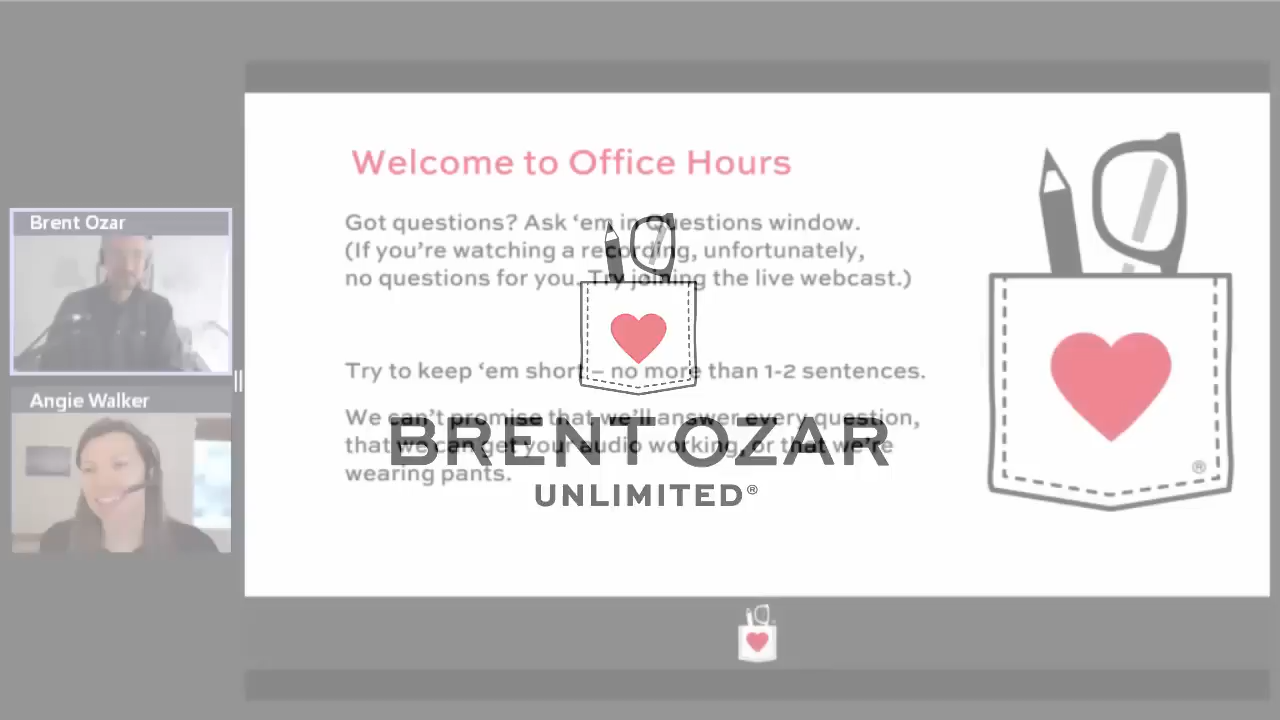 Brent Ozar
Angie Walker
Welcome to Office Hours
Got questions? Ask ‘em in questions window.
(If you’re watching a recording, unfortunately,
no questions for you. Try joining the live webcast.)
Try to keep ‘em short – no more than 1-2 sentences.
We can’t promise that we’ll answer every question,
that we can get your audio working, or that we’re
wearing pants.
BRENT OZAR
UNLIMITED®
®